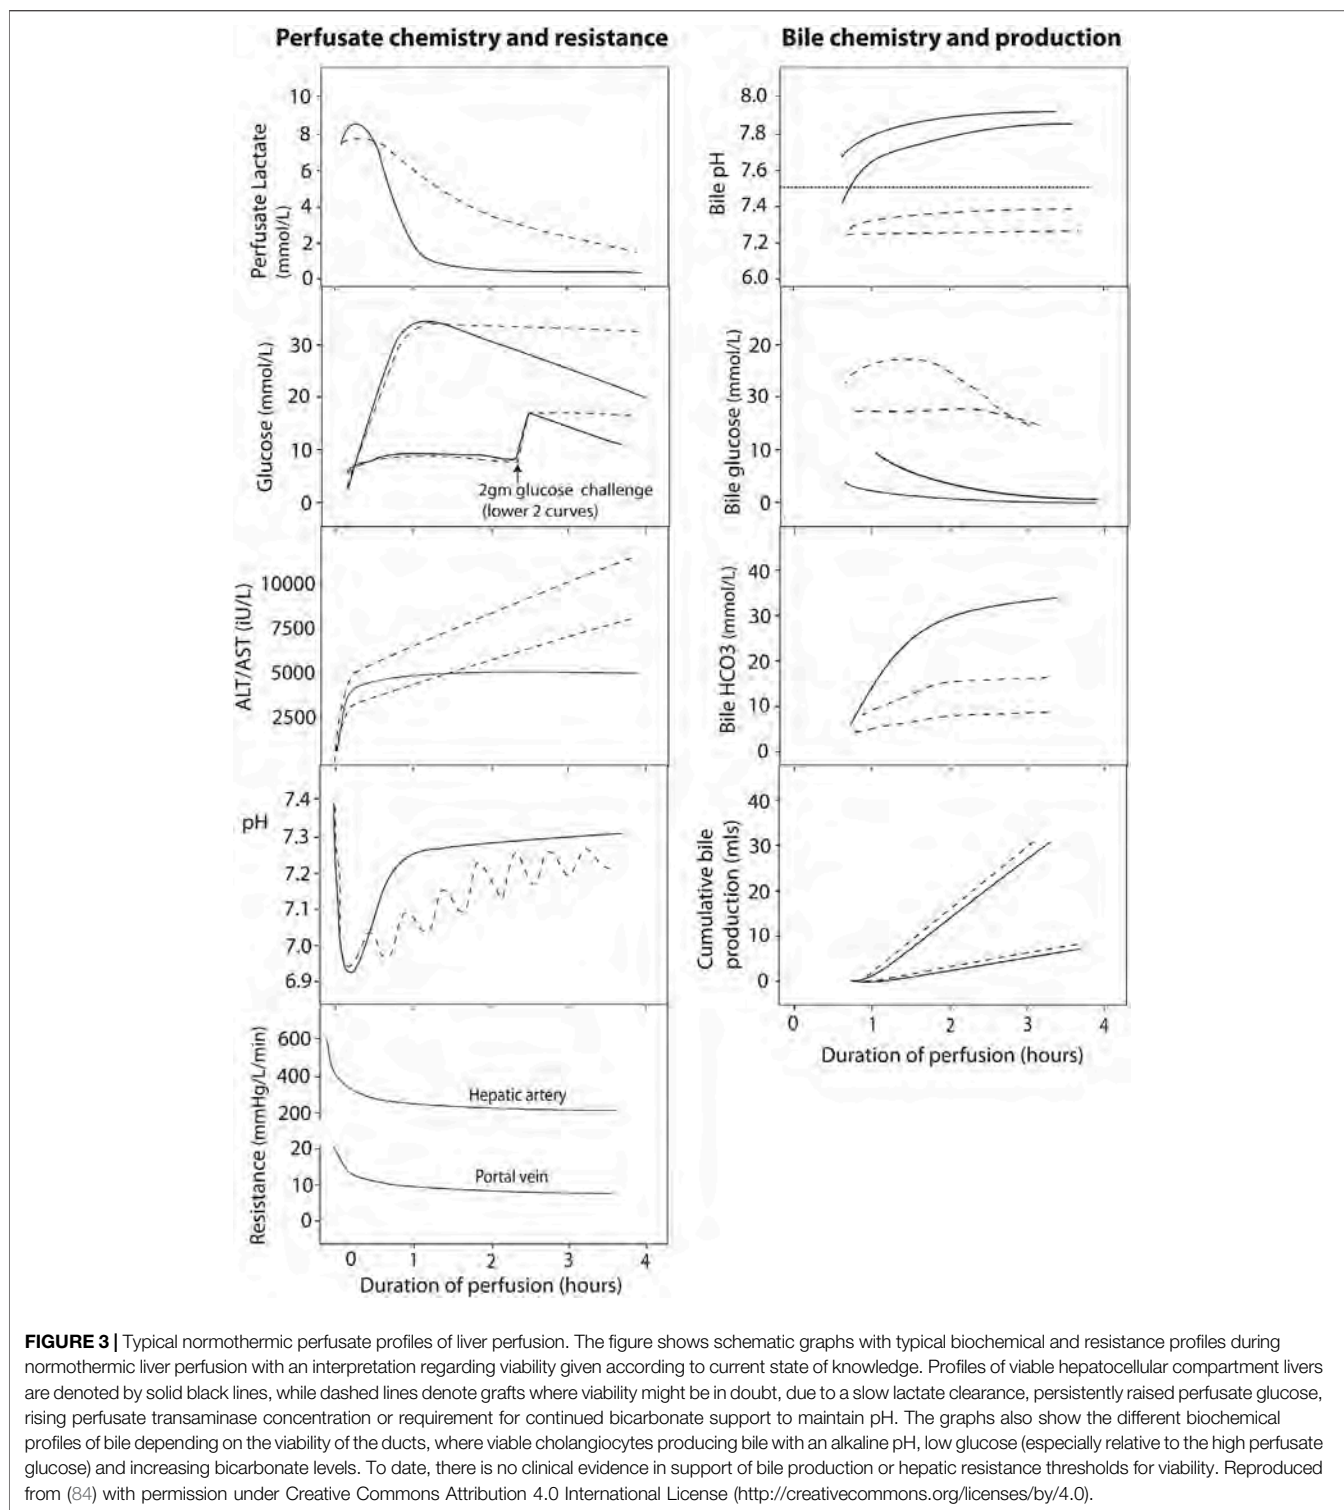 Perfusate chemistry and resistance
Perfusate Lactate
(mmol/L)
10
8
6
4
2
0
Glucose (mmol/L)
30
20
10
0
2gm glucose challenge
(lower 2 curves)
ALT/AST (iU/L)
10000
7500
5000
2500
pH
7.4
7.3
7.2
7.1
7.0
6.9
Resistance (mmHg/L/min)
600
400
200
Hepatic artery
20
10
0
Portal vein
0 1 2 3 4
Duration of perfusion (hours)
Bile chemistry and production
Bile pH
8.0
7.8
7.6
7.4
7.2
6.0
Bile glucose (mmol/L)
20
30
10
0
Bile HCO3 (mmol/L)
40
30
20
10
0
Cumulative bile
production (mls)
40
30
20
10
0
0 1 2 3 4
Duration of perfusion (hours)
FIGURE 3 | Typical normothermic perfusate profiles of liver perfusion. The figure shows schematic graphs with typical biochemical and resistance profiles during
normothermic liver perfusion with an interpretation regarding viability given according to current state of knowledge. Profiles of viable hepatocellular compartment livers
are denoted by solid black lines, while dashed lines denote grafts where viability might be in doubt, due to a slow lactate clearance, persistently raised perfusate glucose,
rising perfusate transaminase concentration or requirement for continued bicarbonate support to maintain pH. The graphs also show the different biochemical
profiles of bile depending on the viability of the ducts, where viable cholangiocytes producing bile with an alkaline pH, low glucose (especially relative to the high perfusate
glucose) and increasing bicarbonate levels. To date, there is no clinical evidence in support of bile production or hepatic resistance thresholds for viability. Reproduced
from (84) with permission under Creative Commons Attribution 4.0 International License (http://creativecommons.org/licenses/by/4.0).